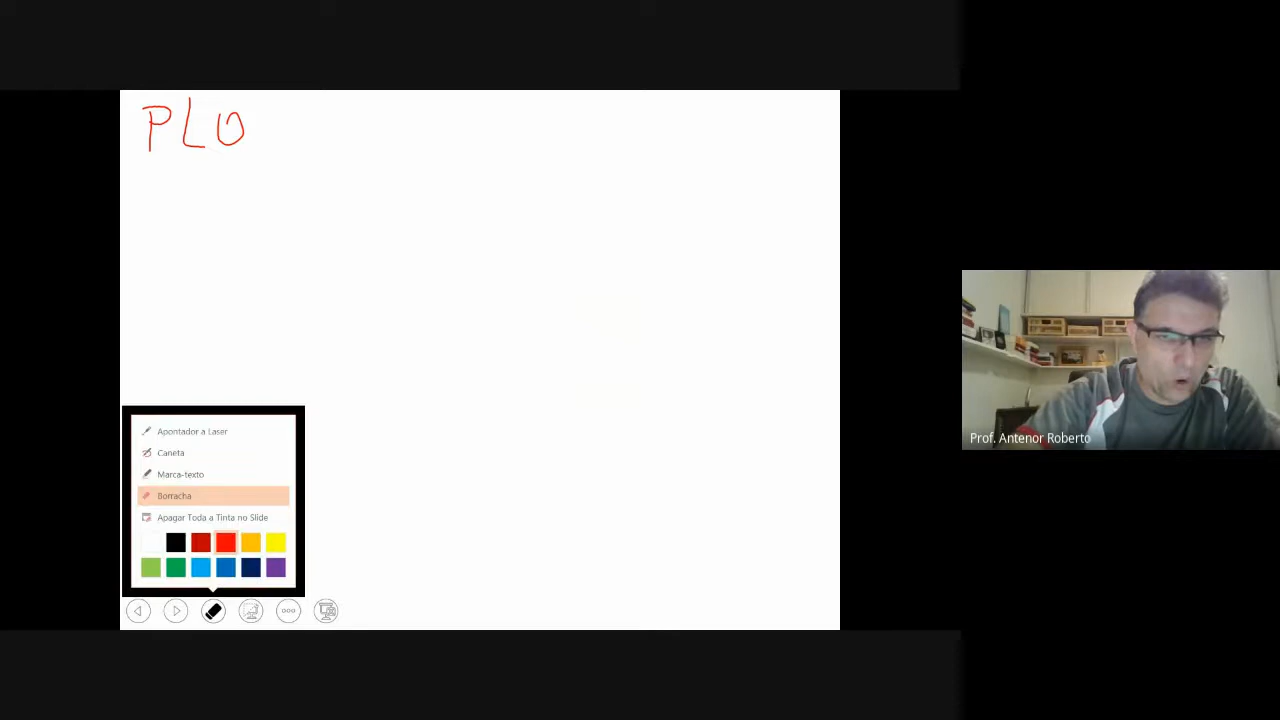 PLO
Apontador a Laser
Caneta
Marca-texto
Borracha
Apagar Toda a Tinta no Slide
Prof. Antenor Roberto